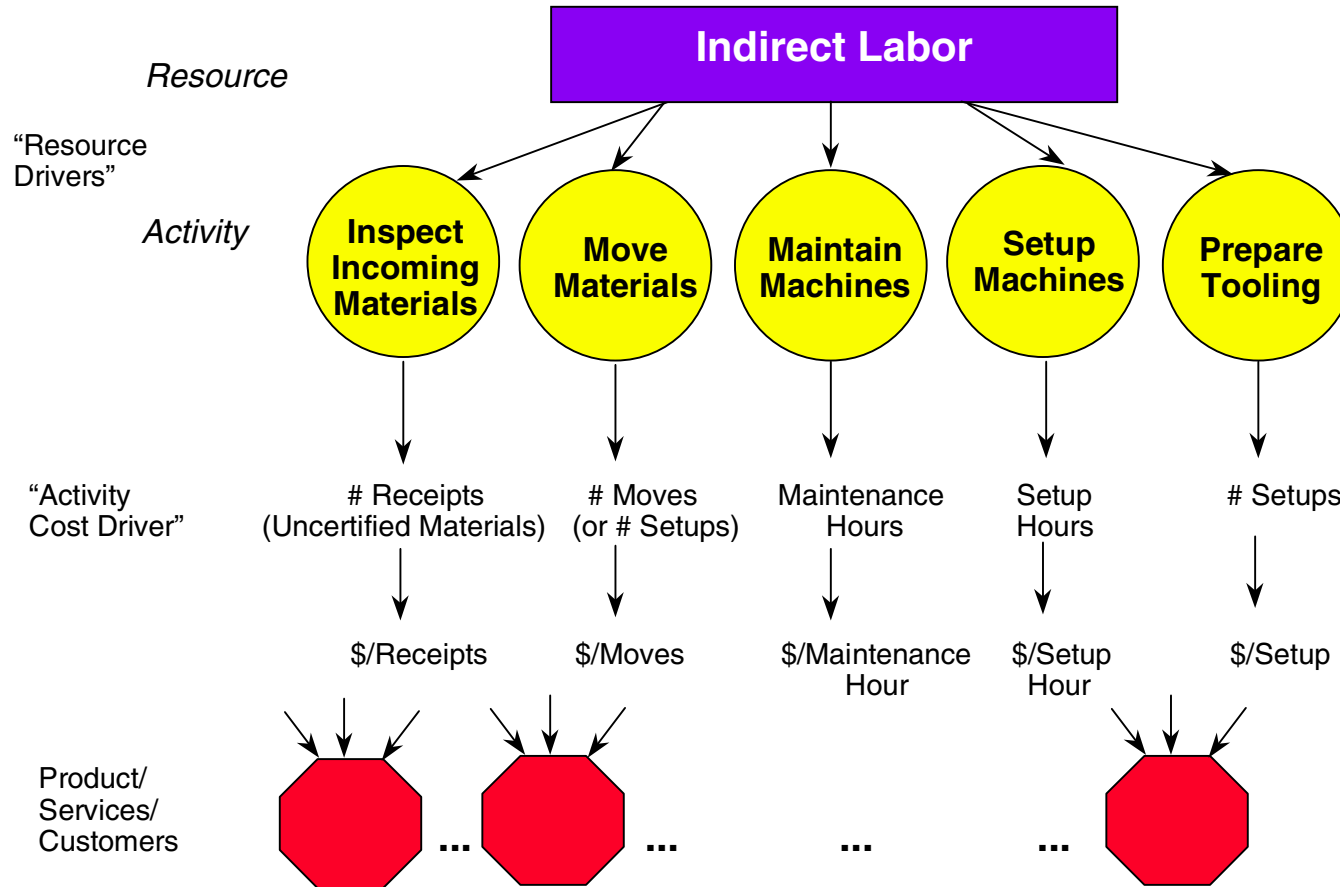 Indirect Labor
Resource
“Resource
Drivers”
Activity
Inspect
Incoming
Materials
Move
Materials
Maintain
Machines
Setup
Machines
Prepare
Tooling
“Activity
Cost Driver”
# Receipts
(Uncertified Materials)
# Moves
(or # Setups)
Maintenance
Hours
Setup
Hours
# Setups
$/Receipts
$/Moves
$/Maintenance
Hour
$/Setup
Hour
$/Setup
Product/
Services/
Customers
...
...
...
...